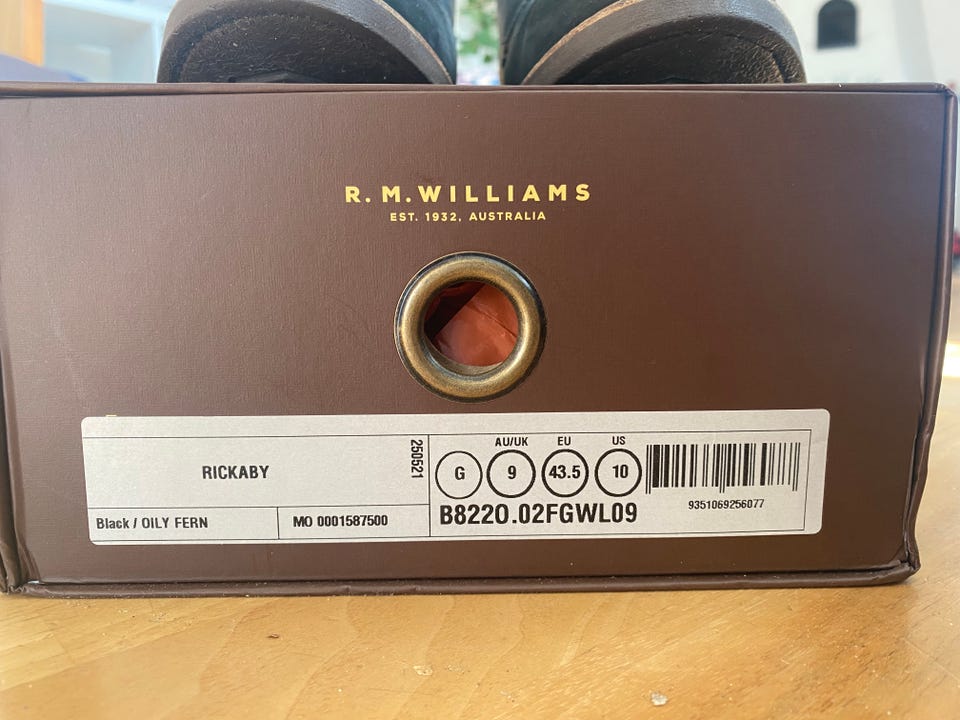 R.M.WILLIAMS
EST. 1932, AUSTRALIA
RICKABY
250521
Black / OILY FERN
MO 0001587500
AU/UK EU US
G 9 43.5 10
B822O.02FGWL09
9351069256077